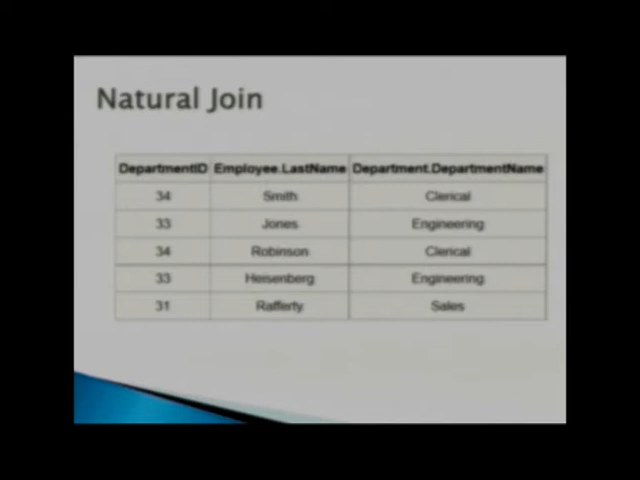 Natural Join
DepartmentID Employee.LastName Department.DepartmentName
34 Smith Clerical
33 Jones Engineering
34 Robinson Clerical
33 Heisenberg Engineering
31 Rafferty Sales